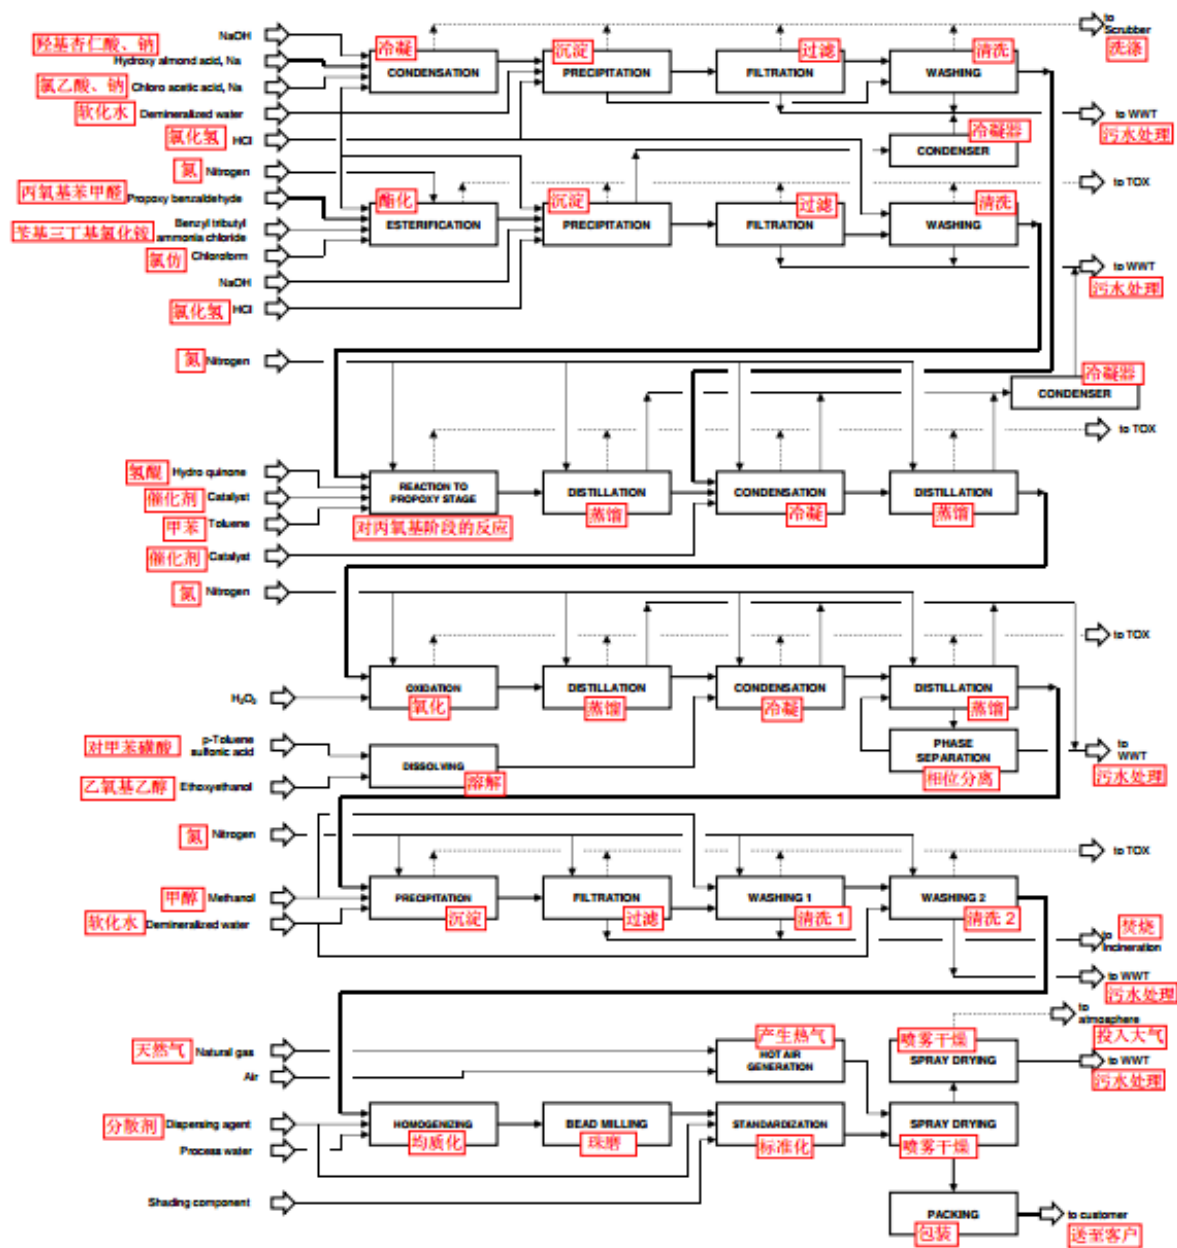 to
Scrubber
洗涤
NaOH
羟基杏仁酸、钠
Hydroxy almond acid, Na
氯乙酸、钠
Chloro acetic acid, Na
软化水
Demineralized water
氯化氢
HCl
冷凝
CONDENSATION
沉淀
PRECIPITATION
过滤
FILTRATION
清洗
WASHING
to WWT
污水处理
冷凝器
CONDENSER
氮
Nitrogen
丙氧基苯甲醛
Propoxy benzaldehyde
苄基三丁基氯化铵
Benzyl tributyl
ammonia chloride
氯仿
Chloroform
NaOH
氯化氢
HCl
酯化
ESTERIFICATION
沉淀
PRECIPITATION
过滤
FILTRATION
清洗
WASHING
to TOX
to WWT
污水处理
氮
Nitrogen
冷凝器
CONDENSER
to TOX
氢醌
Hydro quinone
催化剂
Catalyst
甲苯
Toluene
催化剂
Catalyst
REACTION TO
PROPOXY STAGE
对丙氧基阶段的反应
DISTILLATION
蒸馏
CONDENSATION
冷凝
DISTILLATION
蒸馏
氮
Nitrogen
to TOX
H₂O₂
OXIDATION
氧化
DISTILLATION
蒸馏
CONDENSATION
冷凝
DISTILLATION
蒸馏
对甲苯磺酸
p-Toluene
sulfonic acid
乙氧基乙醇
Ethoxyethanol
DISSOLVING
溶解
PHASE
SEPARATION
相位分离
to
WWT
污水处理
氮
Nitrogen
to TOX
甲醇
Methanol
软化水
Demineralized water
PRECIPITATION
沉淀
FILTRATION
过滤
WASHING 1
清洗 1
WASHING 2
清洗 2
to
Incineration
焚烧
to WWT
污水处理
to
atmosphere
投入大气
天然气
Natural gas
Air
产生热气
HOT AIR
GENERATION
喷雾干燥
SPRAY DRYING
to WWT
污水处理
分散剂
Dispersing agent
Process water
HOMOGENIZING
均质化
BEAD MILLING
珠磨
STANDARDIZATION
标准化
SPRAY DRYING
喷雾干燥
Shading component
PACKING
包装
to customer
送至客户